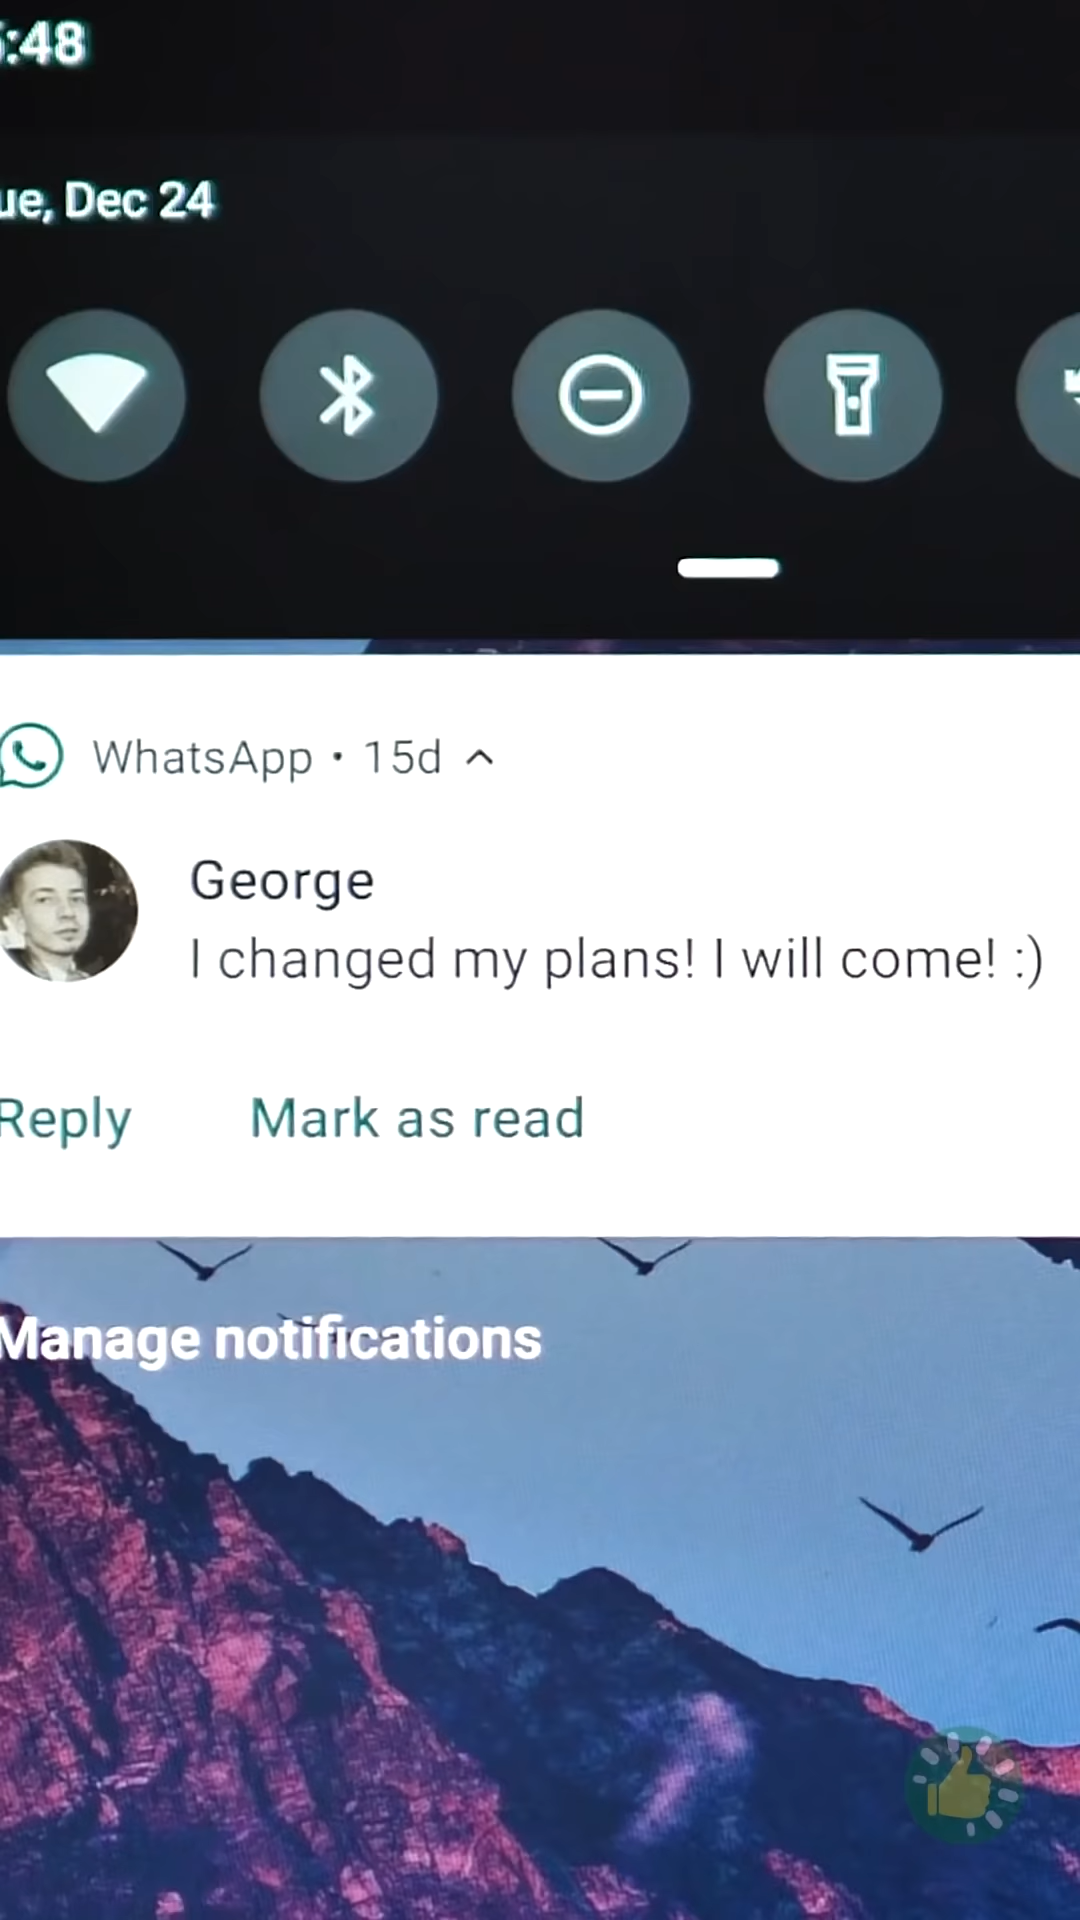 :48
ue, Dec 24
WhatsApp • 15d
George
I changed my plans! I will come! :)
Reply
Mark as read
Manage notifications